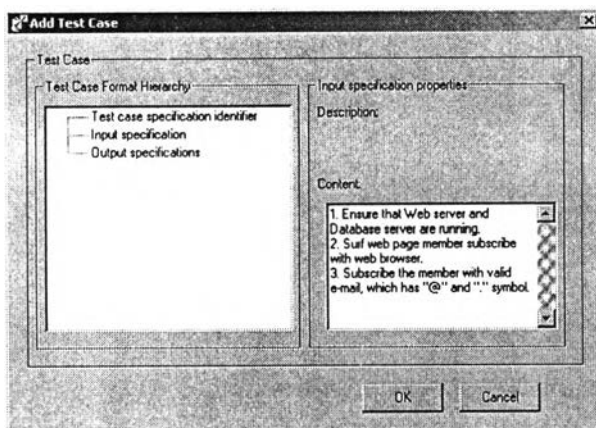 Add Test Case
Test Case
Test Case Format Hierarchy
Test case specification identifier
Input specification
Output specifications
Input specification properties
Description:
Content:
1. Ensure that Web server and
Database server are running.
2. Surf web page member subscribe
with web browser.
3. Subscribe the member with valid
e-mail, which has "@" and "." symbol.
OK
Cancel